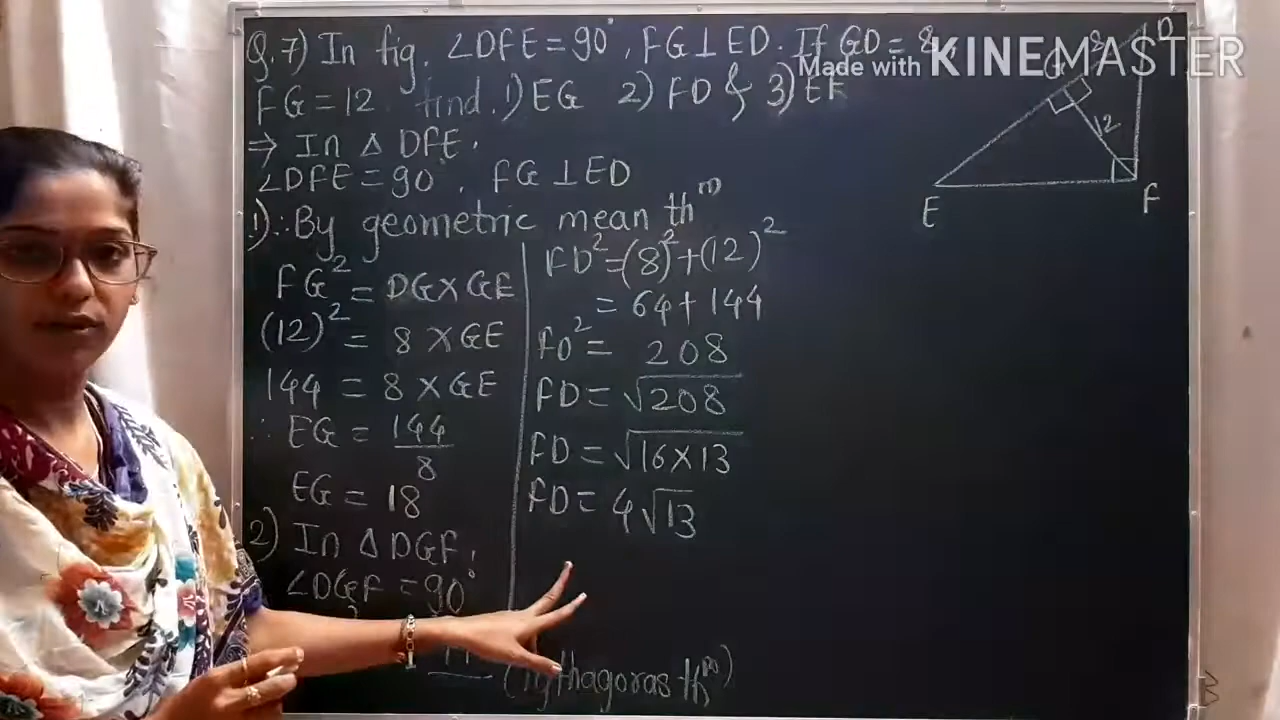 Q.7) In fig. ∠DFE = 90°, FG ⊥ ED. If GD = 8,
FG = 12 find. 1) EG 2) FD & 3) EF
Made with KINEMASTER
→ In △ DFE.
∠DFE = 90°, FG ⊥ ED
1) ∴ By geometric mean thᵐ
FG² = DG × GE
(12)² = 8 × GE
144 = 8 × GE
∴ EG = 144/8
EG = 18
2) In △ DGF,
∠DGF = 90°
(Pythagoras thᵐ)
FD² = (8)² + (12)²
= 64 + 144
FD² = 208
FD = √208
FD = √16×13
FD = 4√13
D
8
G
12
E
F